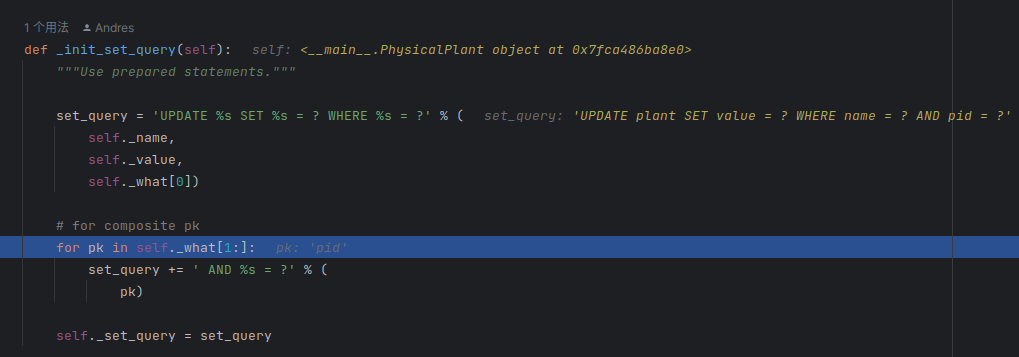 1 个用法 Andres
def _init_set_query(self): self: <__main__.PhysicalPlant object at 0x7fca486ba8e0>
"""Use prepared statements."""
set_query = 'UPDATE %s SET %s = ? WHERE %s = ?' % ( set_query: 'UPDATE plant SET value = ? WHERE name = ? AND pid = ?'
self._name,
self._value,
self._what[0])
# for composite pk
for pk in self._what[1:]: pk: 'pid'
set_query += ' AND %s = ?' % (
pk)
self._set_query = set_query